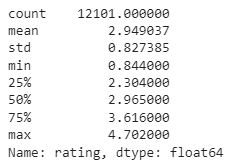 count    12101.000000
mean         2.949037
std          0.827385
min          0.844000
25%          2.304000
50%          2.965000
75%          3.616000
max          4.702000
Name: rating, dtype: float64